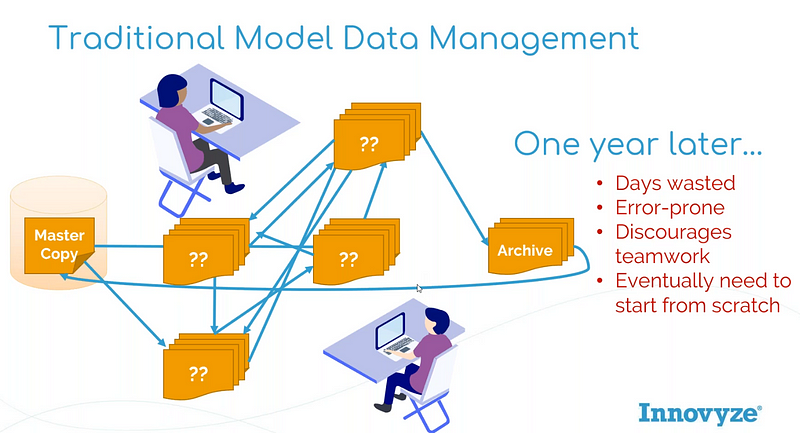 Traditional Model Data Management
One year later...
• Days wasted
• Error-prone
• Discourages
teamwork
• Eventually need to
start from scratch
??
Master
Copy
??
??
Archive
??
Innovyze®